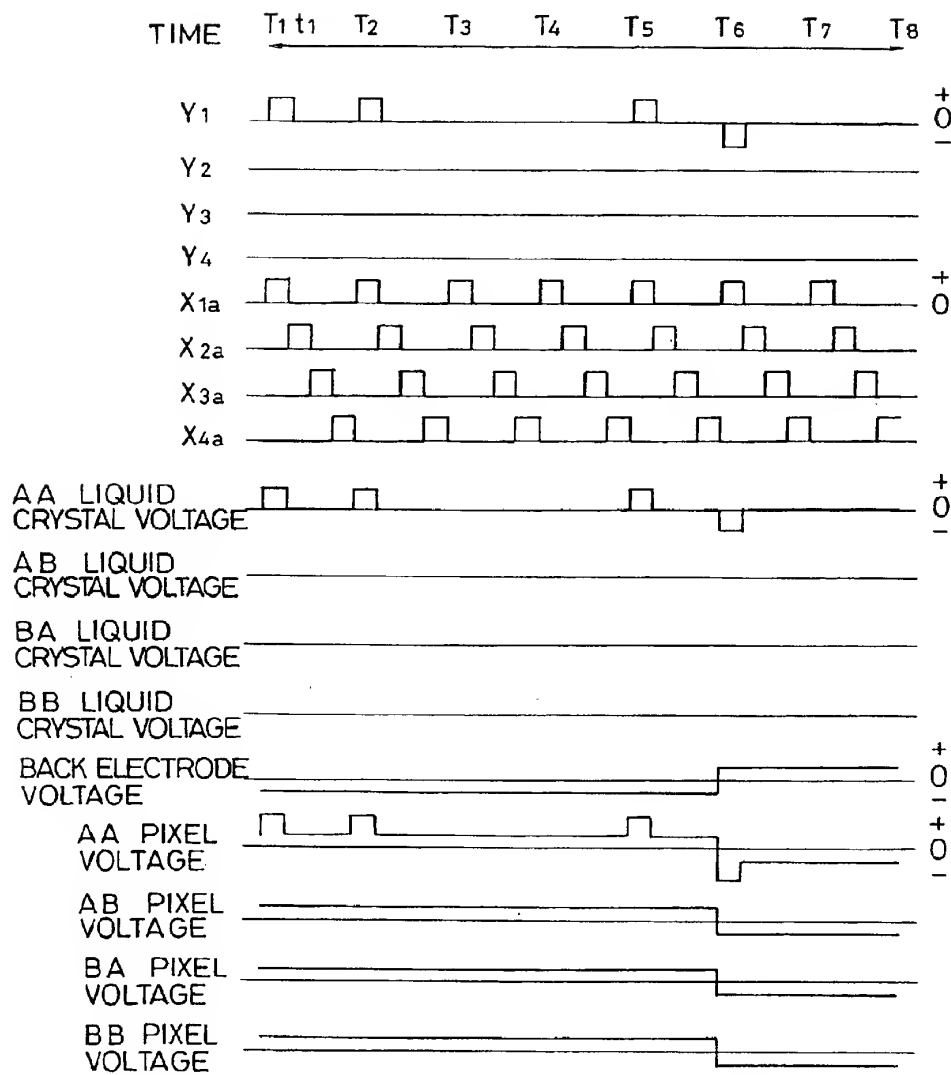 TIME T1 t1 T2 T3 T4 T5 T6 T7 T8
Y1 + 0 −
Y2
Y3
Y4
X1a + 0
X2a
X3a
X4a
AA LIQUID
CRYSTAL VOLTAGE + 0 −
AB LIQUID
CRYSTAL VOLTAGE
BA LIQUID
CRYSTAL VOLTAGE
BB LIQUID
CRYSTAL VOLTAGE
BACK ELECTRODE
VOLTAGE + 0 −
AA PIXEL
VOLTAGE + 0 −
AB PIXEL
VOLTAGE
BA PIXEL
VOLTAGE
BB PIXEL
VOLTAGE